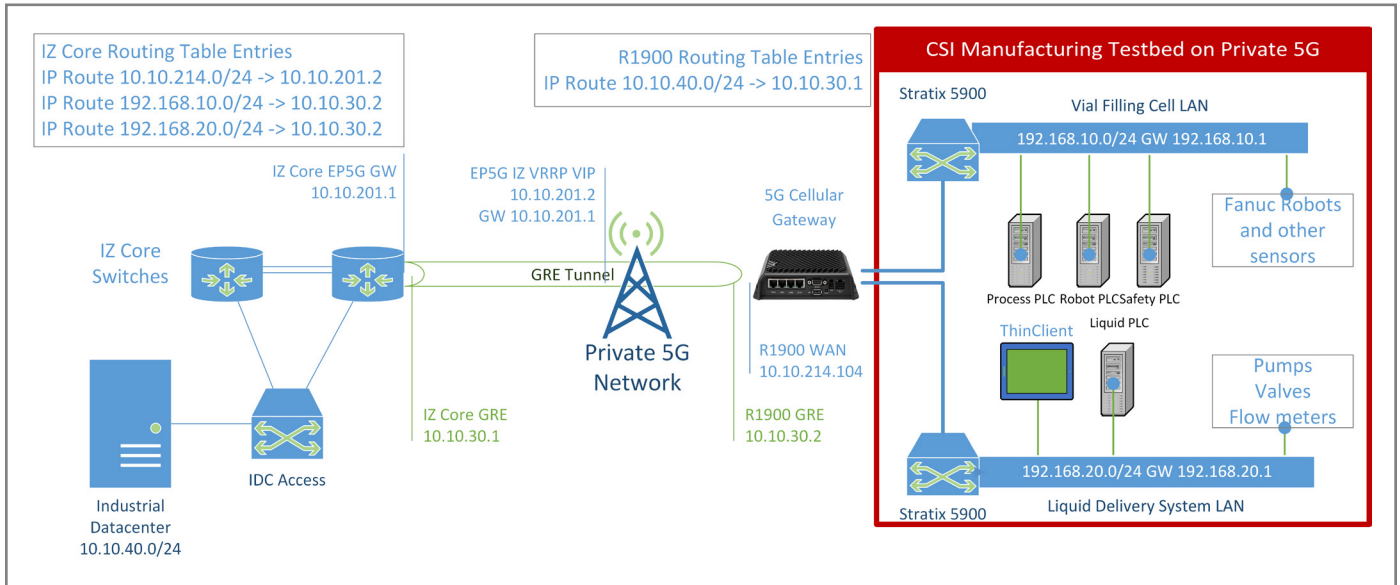 IZ Core Routing Table Entries
IP Route 10.10.214.0/24 -> 10.10.201.2
IP Route 192.168.10.0/24 -> 10.10.30.2
IP Route 192.168.20.0/24 -> 10.10.30.2
R1900 Routing Table Entries
IP Route 10.10.40.0/24 -> 10.10.30.1
CSI Manufacturing Testbed on Private 5G
Stratix 5900
Vial Filling Cell LAN
192.168.10.0/24 GW 192.168.10.1
IZ Core EP5G GW
10.10.201.1
EP5G IZ VRRP VIP
10.10.201.2
GW 10.10.201.1
5G Cellular
Gateway
Fanuc Robots
and other
sensors
IZ Core
Switches
GRE Tunnel
Process PLC
Robot PLC
Safety PLC
Liquid PLC
ThinClient
Private 5G
Network
R1900 WAN
10.10.214.104
Pumps
Valves
Flow meters
IZ Core GRE
10.10.30.1
R1900 GRE
10.10.30.2
192.168.20.0/24 GW 192.168.20.1
IDC Access
Stratix 5900
Liquid Delivery System LAN
Industrial
Datacenter
10.10.40.0/24